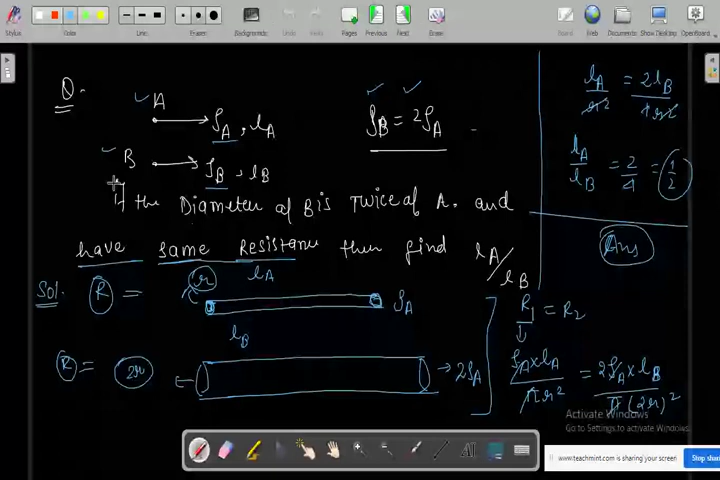 Stylus
Color
Line
Eraser
Backgrounds
Undo
Redo
Pages
Previous
Next
Erase
Board
Web
Documents
Show Desktop
OpenBoard
Q.
A
ρA , lA
B
ρB , lB
ρB = 2ρA
If the Diameter of B is Twice of A. and
have same Resistance then find lA/lB
Sol. R =
r
lA
ρA
lB
R =
2r
2ρA
R1 = R2
ρA × lA / πr² = 2ρA × lB / π(2r)²
lA / r² = 2lB / 4r²
lA / lB = 2/4 = 1/2
Ans
Activate Windows
Go to Settings to activate Windows.
www.teachmint.com is sharing your screen.
Stop sha